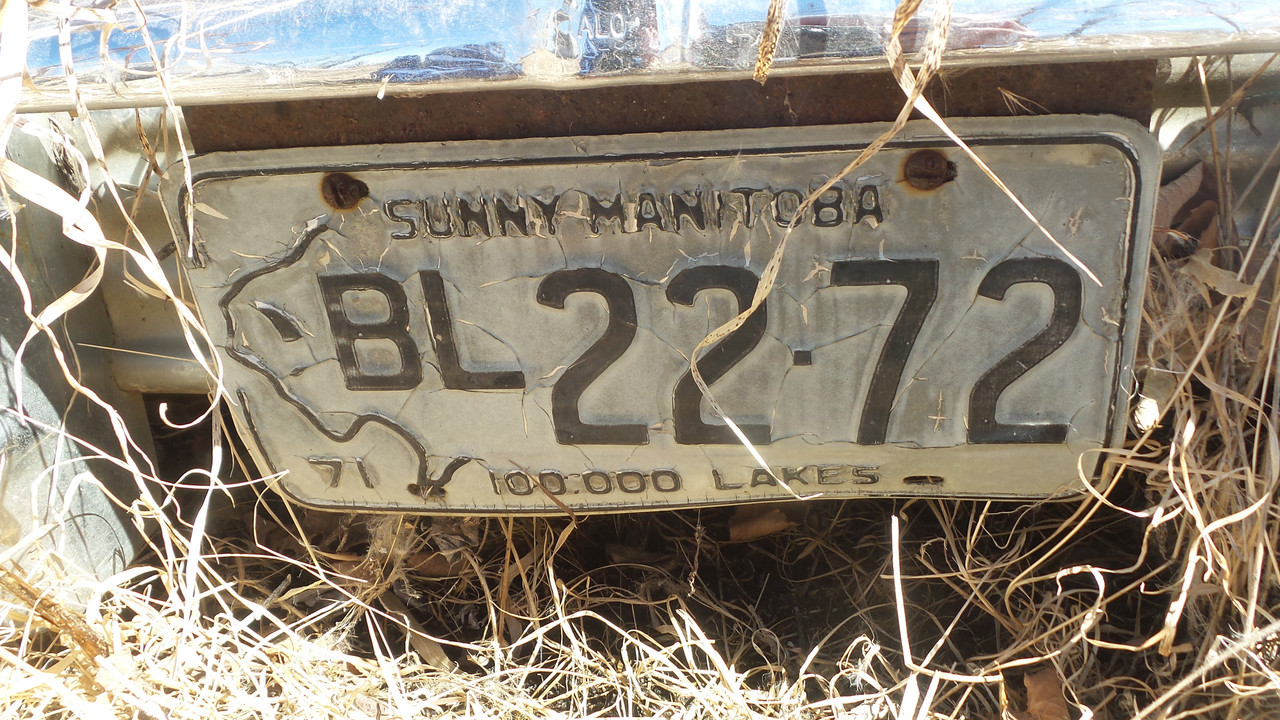 SUNNY MANITOBA
BL 22·72
71 100.000 LAKES